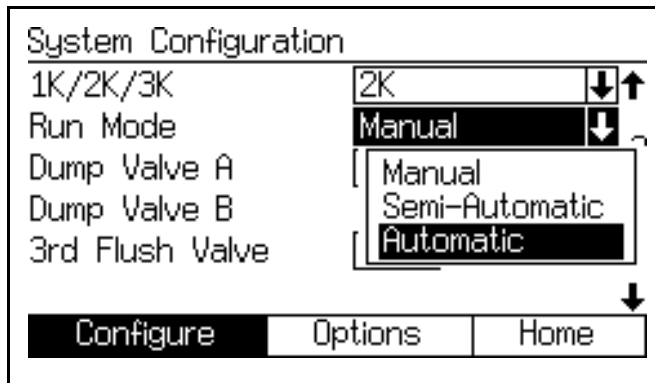 System Configuration
1K/2K/3K 2K
Run Mode Manual
Dump Valve A Manual
Dump Valve B Semi-Automatic
3rd Flush Valve Automatic
Configure Options Home